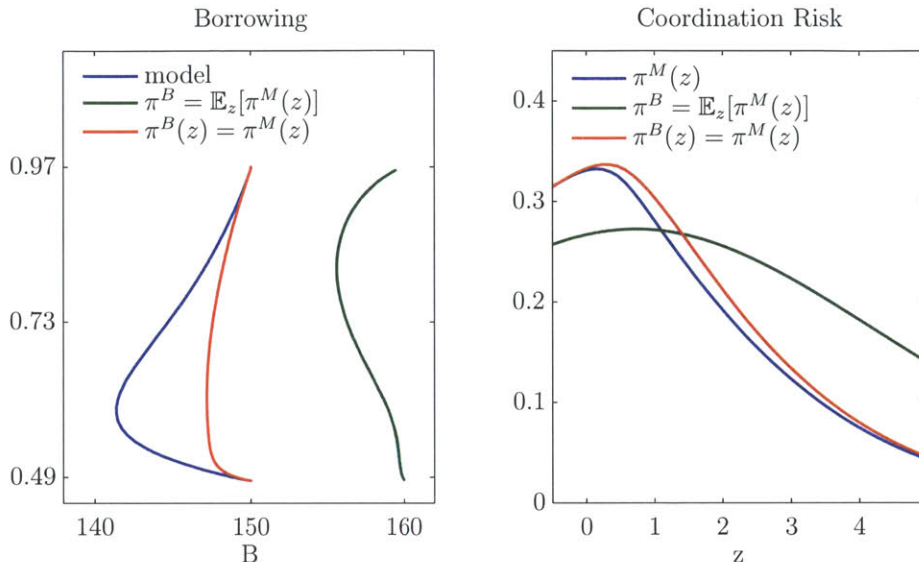 Borrowing
model
π^B = 𝔼_z[π^M(z)]
π^B(z) = π^M(z)
0.97
0.73
0.49
140 150 160
B
Coordination Risk
π^M(z)
π^B = 𝔼_z[π^M(z)]
π^B(z) = π^M(z)
0.4
0.3
0.2
0.1
0
0 1 2 3 4
z